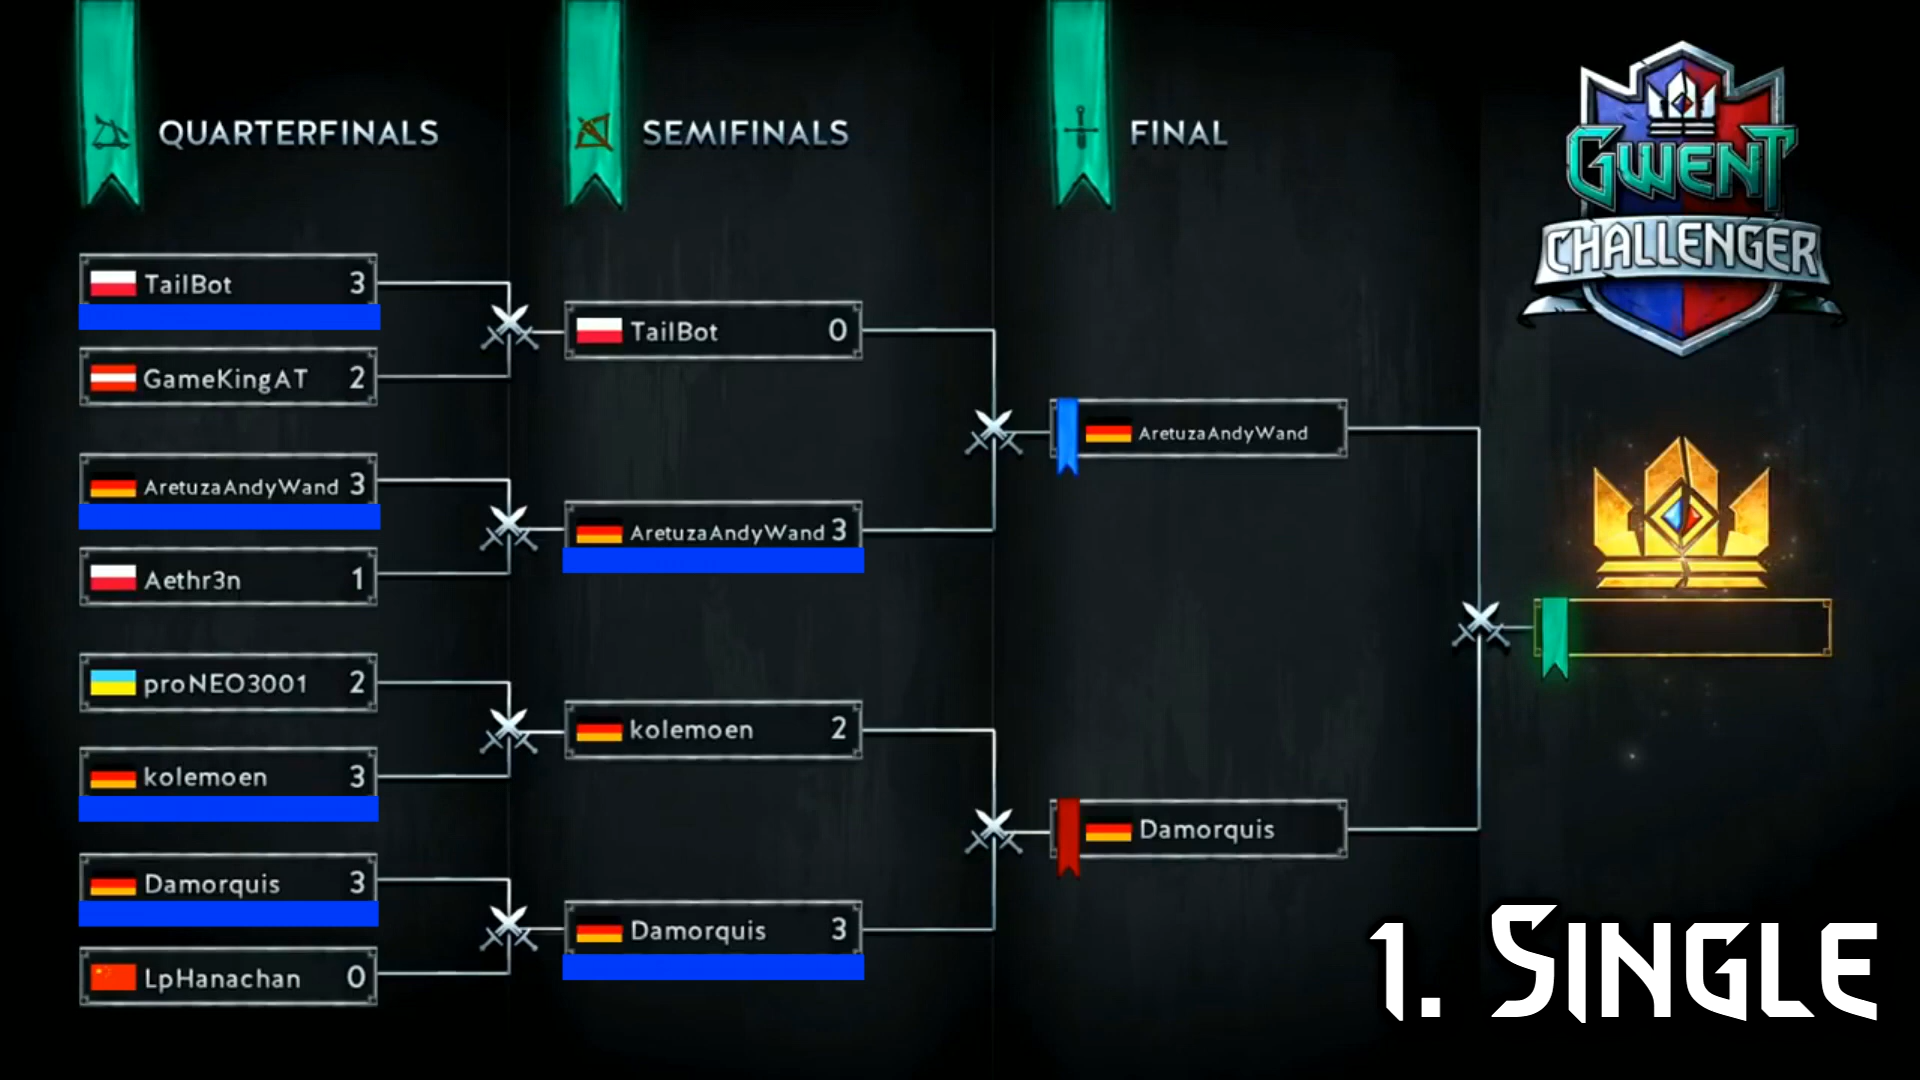 QUARTERFINALS
SEMIFINALS
FINAL
GWENT
CHALLENGER
TailBot 3
GameKingAT 2
AretuzaAndyWand 3
Aethr3n 1
proNEO3001 2
kolemoen 3
Damorquis 3
LpHanachan 0
TailBot 0
AretuzaAndyWand 3
kolemoen 2
Damorquis 3
AretuzaAndyWand
Damorquis
1. SINGLE